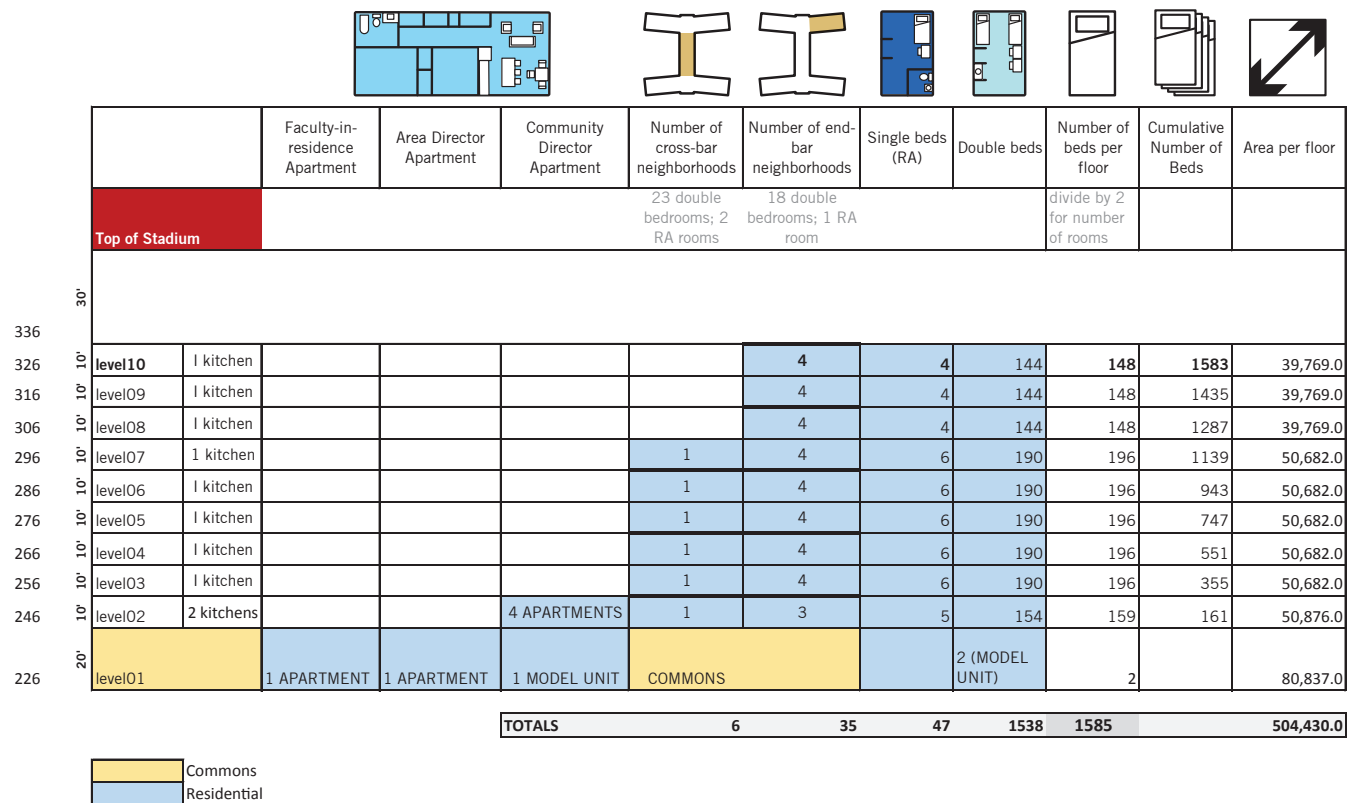 Faculty-in-residence Apartment
Area Director Apartment
Community Director Apartment
Number of cross-bar neighborhoods
Number of end-bar neighborhoods
Single beds (RA)
Double beds
Number of beds per floor
Cumulative Number of Beds
Area per floor
Top of Stadium
23 double bedrooms; 2 RA rooms
18 double bedrooms; 1 RA room
divide by 2 for number of rooms
336 30'
326 10' level10 I kitchen 4 4 144 148 1583 39,769.0
316 10' level09 I kitchen 4 4 144 148 1435 39,769.0
306 10' level08 I kitchen 4 4 144 148 1287 39,769.0
296 10' level07 1 kitchen 1 4 6 190 196 1139 50,682.0
286 10' level06 I kitchen 1 4 6 190 196 943 50,682.0
276 10' level05 I kitchen 1 4 6 190 196 747 50,682.0
266 10' level04 I kitchen 1 4 6 190 196 551 50,682.0
256 10' level03 I kitchen 1 4 6 190 196 355 50,682.0
246 10' level02 2 kitchens 4 APARTMENTS 1 3 5 154 159 161 50,876.0
226 20' level01 1 APARTMENT 1 APARTMENT 1 MODEL UNIT COMMONS 2 (MODEL UNIT) 2 80,837.0
TOTALS 6 35 47 1538 1585 504,430.0
Commons
Residential